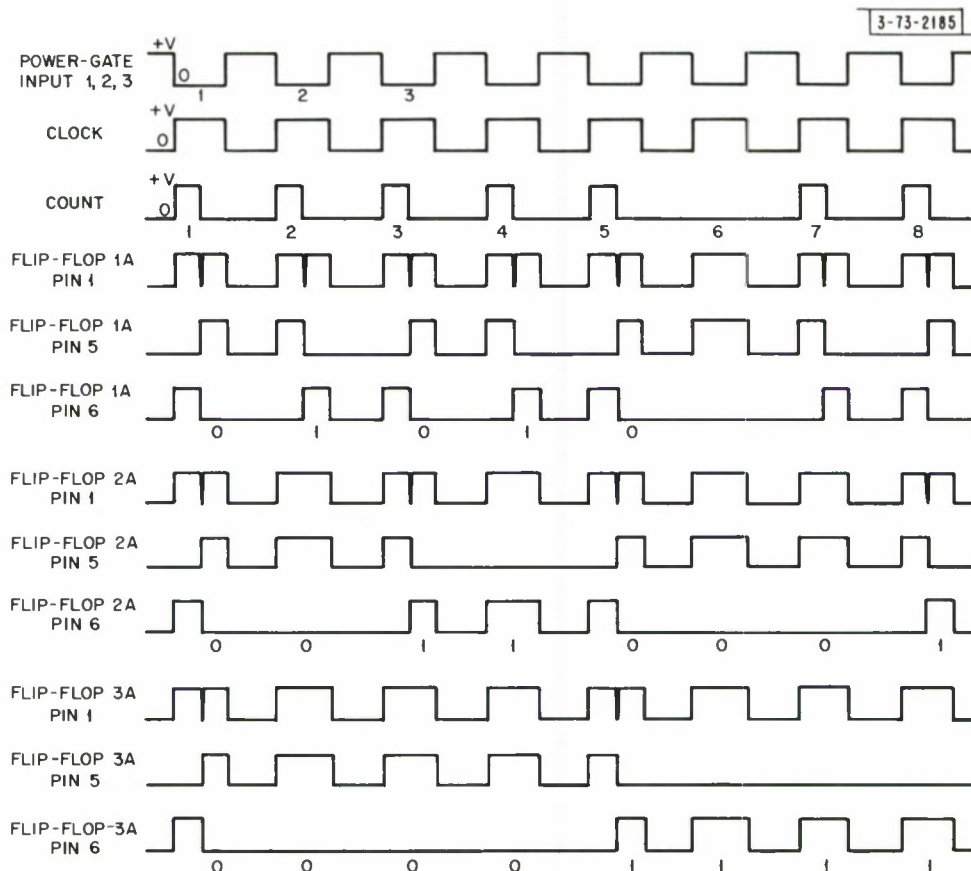 3-73-2185
POWER-GATE
INPUT 1, 2, 3
+V
0
1 2 3
CLOCK
+V
0
COUNT
+V
0
1 2 3 4 5 6 7 8
FLIP-FLOP 1A
PIN 1
FLIP-FLOP 1A
PIN 5
FLIP-FLOP 1A
PIN 6
0 1 0 1 0
FLIP-FLOP 2A
PIN 1
FLIP-FLOP 2A
PIN 5
FLIP-FLOP 2A
PIN 6
0 0 1 1 0 0 0 1
FLIP-FLOP 3A
PIN 1
FLIP-FLOP 3A
PIN 5
FLIP-FLOP-3A
PIN 6
0 0 0 0 1 1 1 1